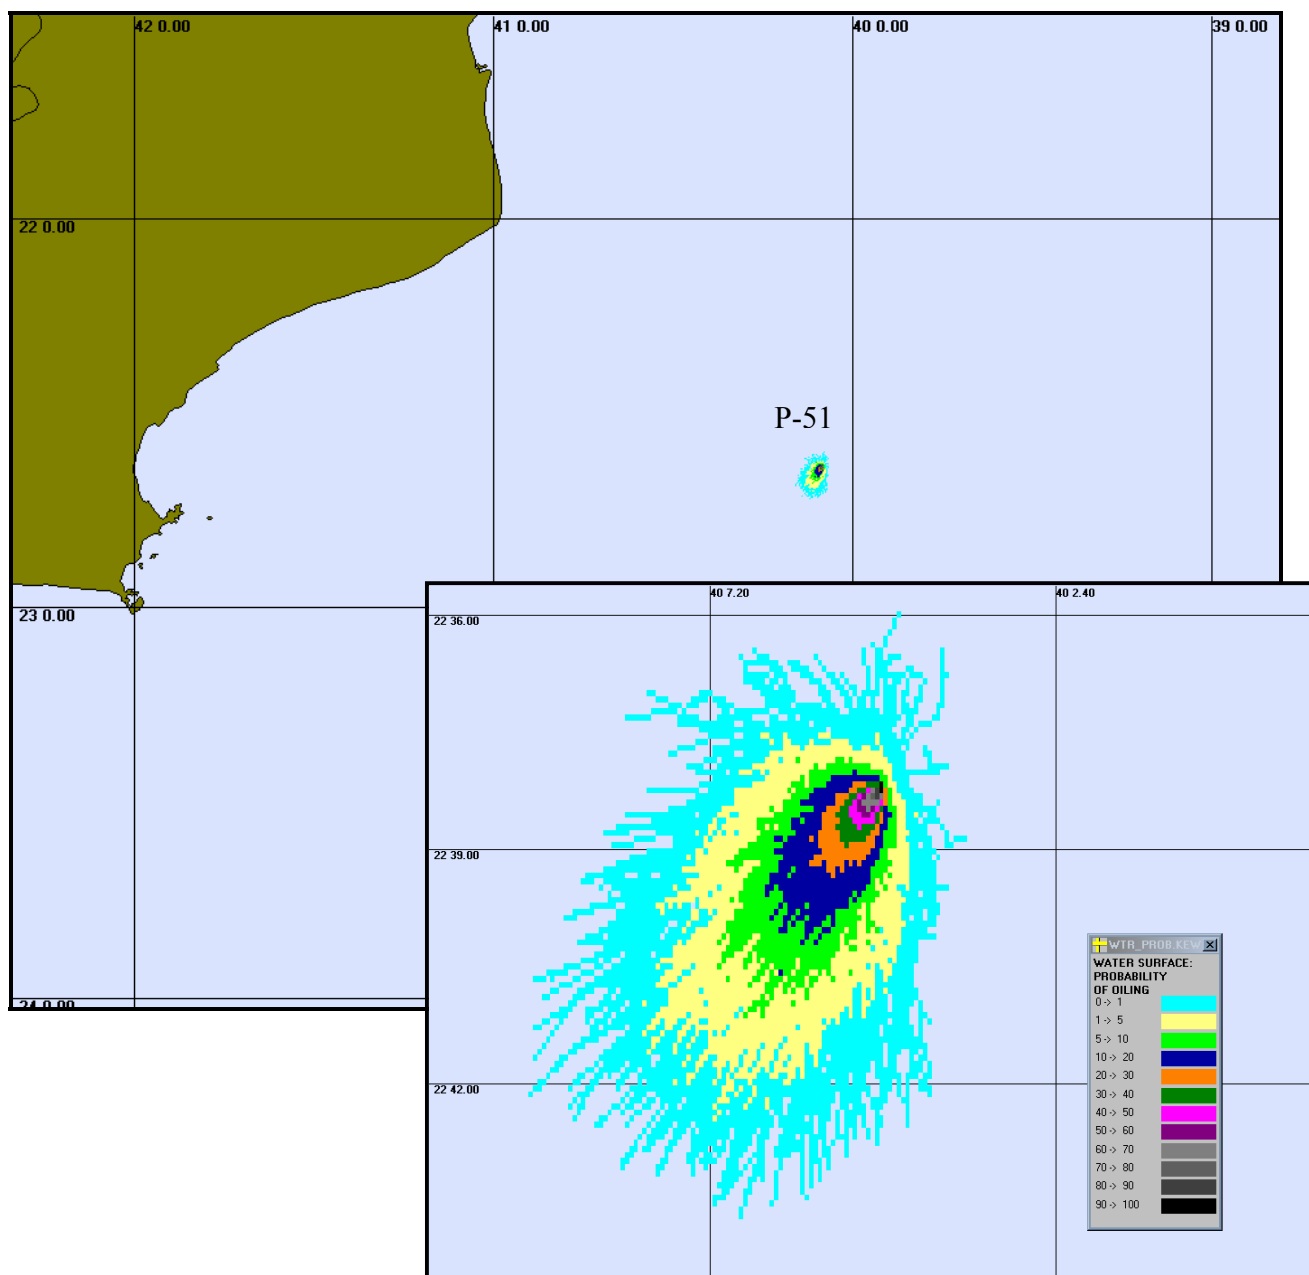 42 0.00
41 0.00
40 0.00
39 0.00
22 0.00
P-51
23 0.00
24 0.00
40 7.20
40 2.40
22 36.00
22 39.00
22 42.00
WTR_PROB.KEW
WATER SURFACE:
PROBABILITY
OF OILING
0 -> 1
1 -> 5
5 -> 10
10 -> 20
20 -> 30
30 -> 40
40 -> 50
50 -> 60
60 -> 70
70 -> 80
80 -> 90
90 -> 100